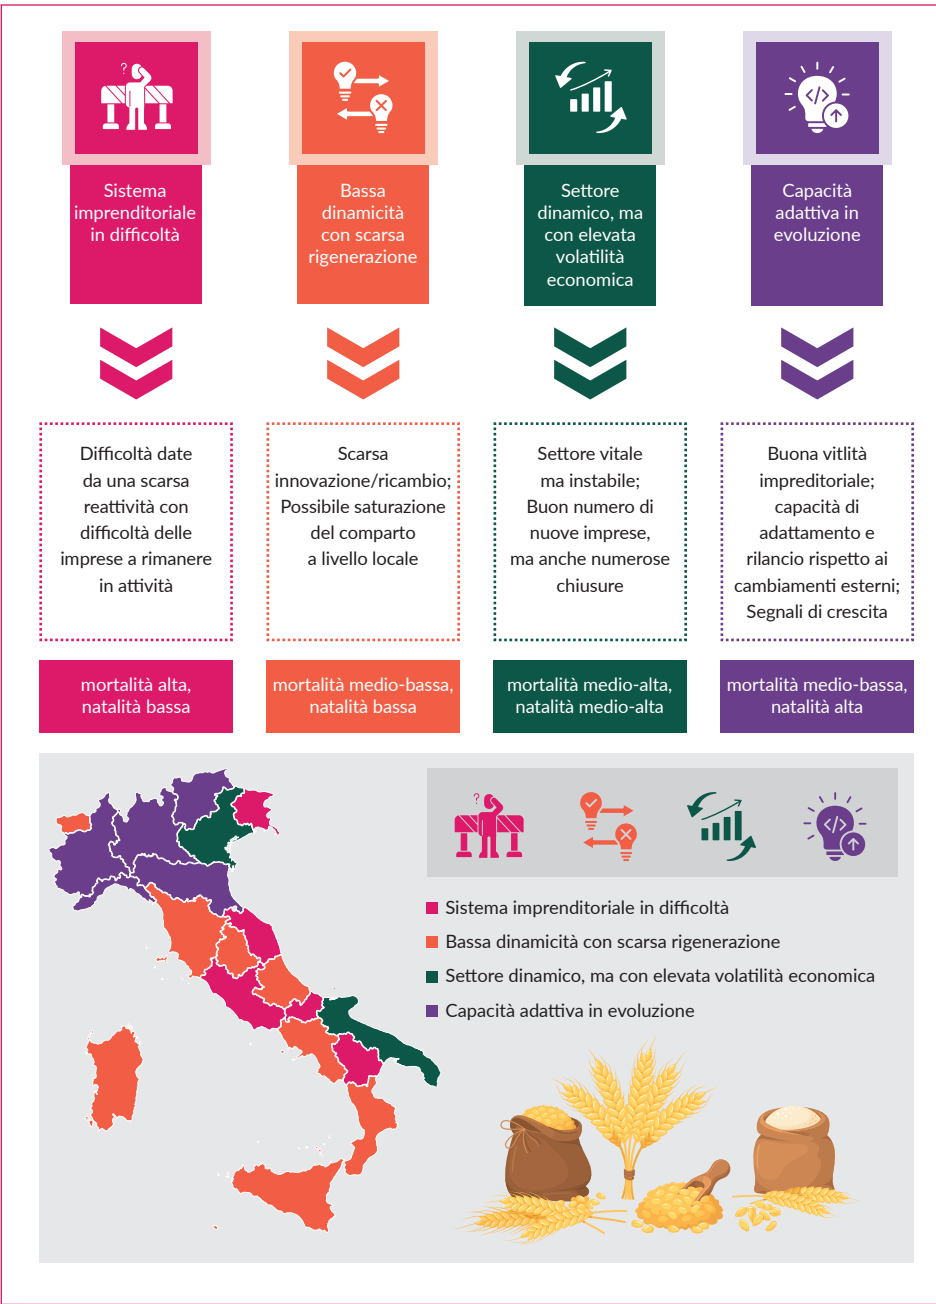 Sistema
imprenditoriale
in difficoltà
Bassa
dinamicità
con scarsa
rigenerazione
Settore
dinamico, ma
con elevata
volatilità
economica
Capacità
adattiva in
evoluzione
Difficoltà date
da una scarsa
reattività con
difficoltà delle
imprese a rimanere
in attività
Scarsa
innovazione/ricambio;
Possibile saturazione
del comparto
a livello locale
Settore vitale
ma instabile;
Buon numero di
nuove imprese,
ma anche numerose
chiusure
Buona vitlità
impreditoriale;
capacità di
adattamento e
rilancio rispetto ai
cambiamenti esterni;
Segnali di crescita
mortalità alta,
natalità bassa
mortalità medio-bassa,
natalità bassa
mortalità medio-alta,
natalità medio-alta
mortalità medio-bassa,
natalità alta
Sistema imprenditoriale in difficoltà
Bassa dinamicità con scarsa rigenerazione
Settore dinamico, ma con elevata volatilità economica
Capacità adattiva in evoluzione